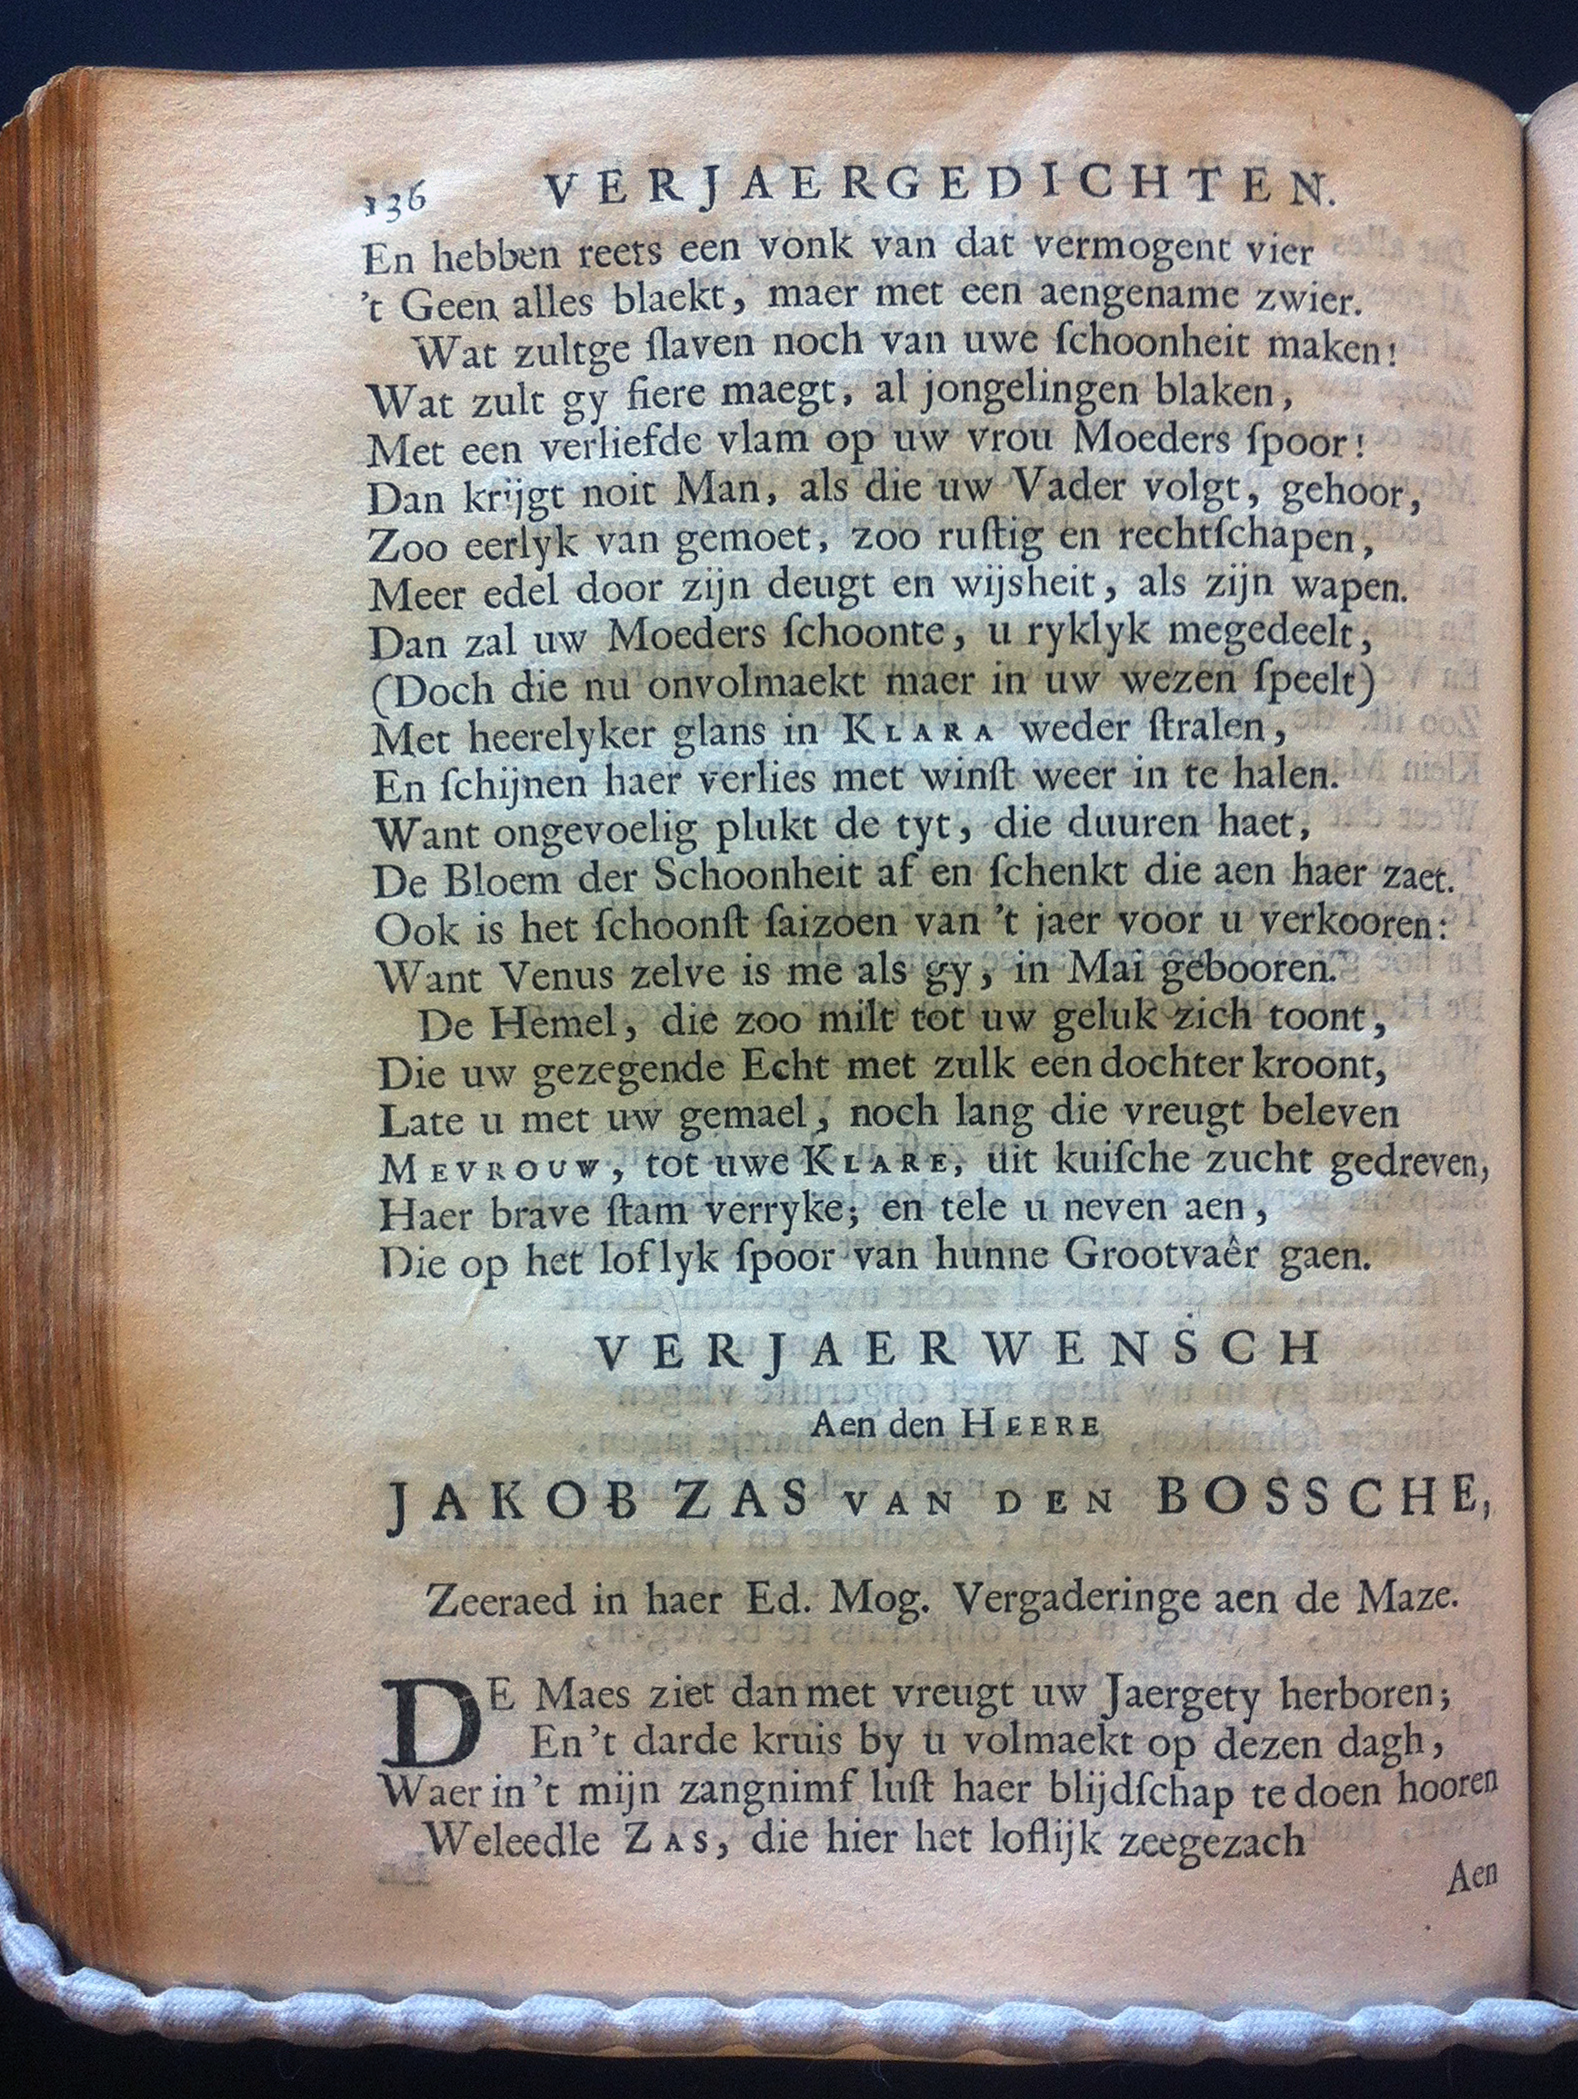 136 VERJAERGEDICHTEN.
En hebben reets een vonk van dat vermogent vier
't Geen alles blaekt, maer met een aengename zwier.
Wat zultge ſlaven noch van uwe ſchoonheit maken!
Wat zult gy fiere maegt, al jongelingen blaken,
Met een verliefde vlam op uw vrou Moeders ſpoor!
Dan krijgt noit Man, als die uw Vader volgt, gehoor,
Zoo eerlyk van gemoet, zoo ruſtig en rechtſchapen,
Meer edel door zijn deugt en wijsheit, als zijn wapen.
Dan zal uw Moeders ſchoonte, u ryklyk megedeelt,
(Doch die nu onvolmaekt maer in uw wezen ſpeelt)
Met heerelyker glans in KLARA weder ſtralen,
En ſchijnen haer verlies met winſt weer in te halen.
Want ongevoelig plukt de tyt, die duuren haet,
De Bloem der Schoonheit af en ſchenkt die aen haer zaet.
Ook is het ſchoonſt ſaizoen van 't jaer voor u verkooren:
Want Venus zelve is me als gy, in Mai gebooren.
De Hemel, die zoo milt tot uw geluk zich toont,
Die uw gezegende Echt met zulk een dochter kroont,
Late u met uw gemael, noch lang die vreugt beleven
MEVROUW, tot uwe KLARE, uit kuiſche zucht gedreven,
Haer brave ſtam verryke; en tele u neven aen,
Die op het loflyk ſpoor van hunne Grootvaêr gaen.
VERJAERWENSCH
Aen den HEERE
JAKOB ZAS VAN DEN BOSSCHE,
Zeeraed in haer Ed. Mog. Vergaderinge aen de Maze.
DE Maes ziet dan met vreugt uw Jaergety herboren;
En 't darde kruis by u volmaekt op dezen dagh,
Waer in 't mijn zangnimf luſt haer blijdſchap te doen hooren
Weleedle ZAS, die hier het loflijk zeegezach
Aen